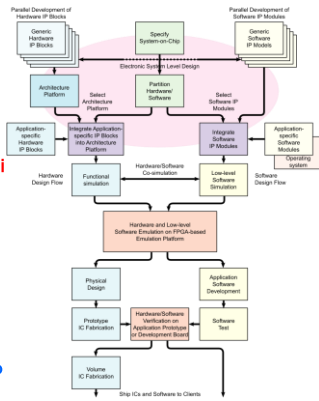 Parallel Development of
Hardware IP Blocks
Parallel Development of
Software IP Modules
Generic
Hardware
IP Blocks
Specify
System-on-Chip
Generic
Software
IP Models
Electronic System Level Design
Architecture
Platform
Select
Architecture
Platform
Partition
Hardware/
Software
Select
Software IP
Modules
Application-
specific
Hardware
IP Blocks
Integrate Application-
specific IP Blocks
into Architecture
Platform
Integrate
Software
IP Modules
Application-
specific
Software
Modules
Operating
system
i
Hardware
Design Flow
Functional
simulation
Hardware/Software
Co-simulation
Low-level
Software
Simulation
Software
Design Flow
Hardware and Low-level
Software Emulation on FPGA-based
Emulation Platform
Physical
Design
Application
Software
Development
Prototype
IC Fabrication
Hardware/Software
Verification on
Application Prototype
or Development Board
Software
Test
Volume
IC Fabrication
Ship ICs and Software to Clients